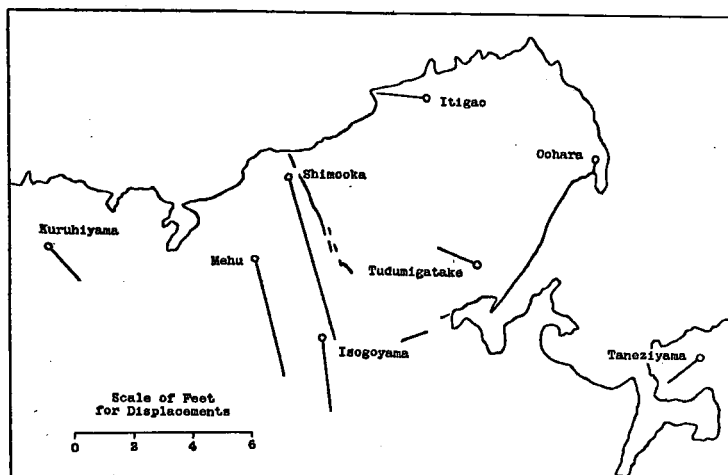 Itigao
Oohara
Shimooka
Kuruhiyama
Mehu
Tudumigatake
Isogoyama
Taneziyama
Scale of Feet
for Displacements
0 2 4 6